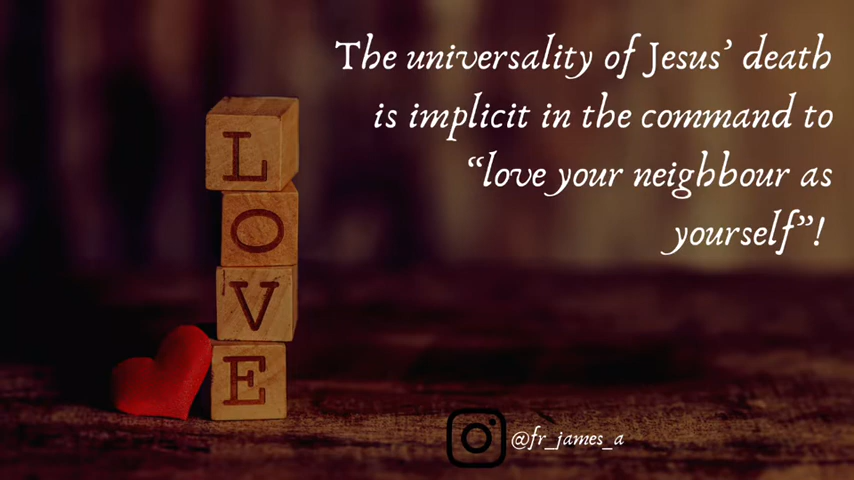 The universality of Jesus’ death
is implicit in the command to
“love your neighbour as
yourself”!
L
O
V
E
@fr_james_a